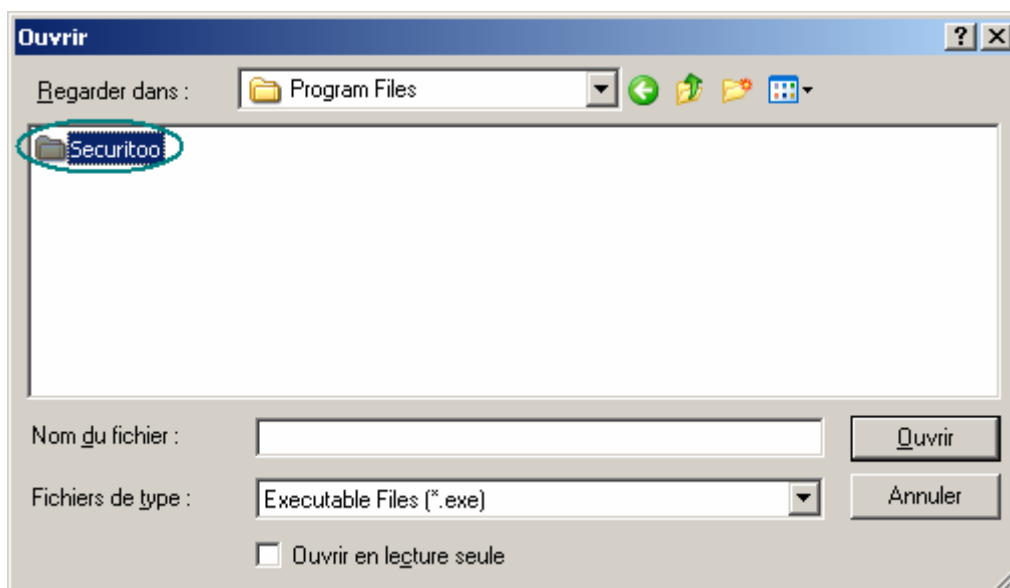 Ouvrir
Regarder dans : Program Files
Securitoo
Nom du fichier : Ouvrir
Fichiers de type : Executable Files (*.exe) Annuler
Ouvrir en lecture seule